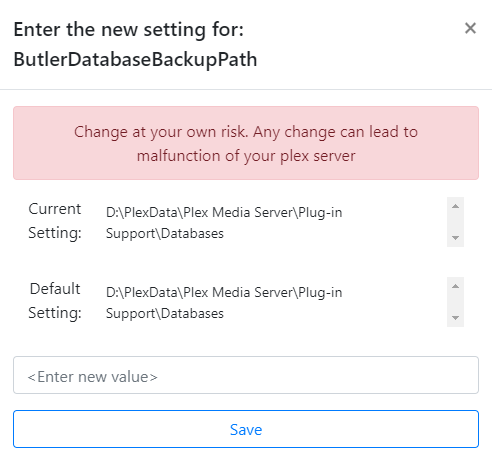 Enter the new setting for:
ButlerDatabaseBackupPath
×
Change at your own risk. Any change can lead to
malfunction of your plex server
Current
Setting:
D:\PlexData\Plex Media Server\Plug-in
Support\Databases
Default
Setting:
D:\PlexData\Plex Media Server\Plug-in
Support\Databases
<Enter new value>
Save